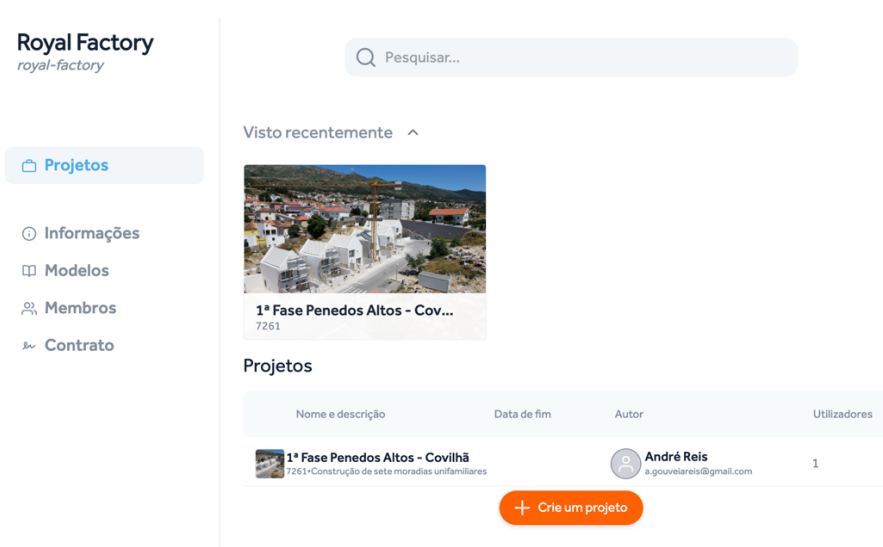 Royal Factory
royal-factory
Pesquisar...
Projetos
Informações
Modelos
Membros
Contrato
Visto recentemente
1ª Fase Penedos Altos - Cov...
7261
Projetos
Nome e descrição Data de fim Autor Utilizadores
1ª Fase Penedos Altos - Covilhã André Reis 1
7261•Construção de sete moradias unifamiliares a.gouveiareis@gmail.com
Crie um projeto